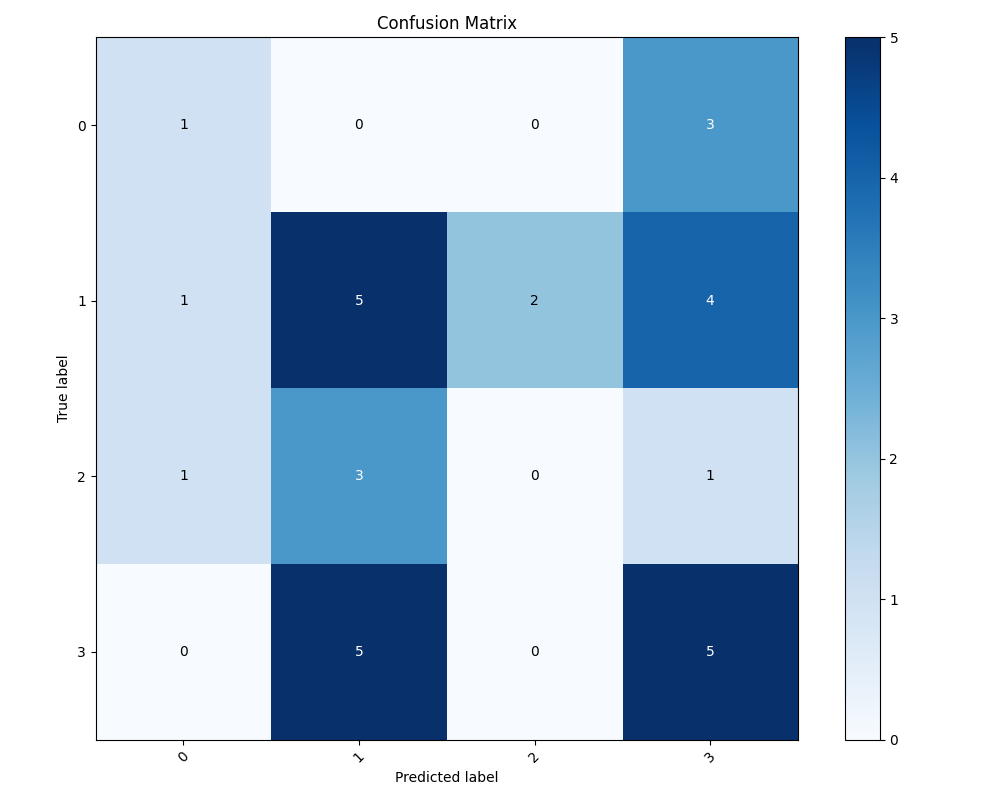 Confusion Matrix
0 1 0 0 3
1 1 5 2 4
2 1 3 0 1
3 0 5 0 5
0 1 2 3
True label
Predicted label
5
4
3
2
1
0